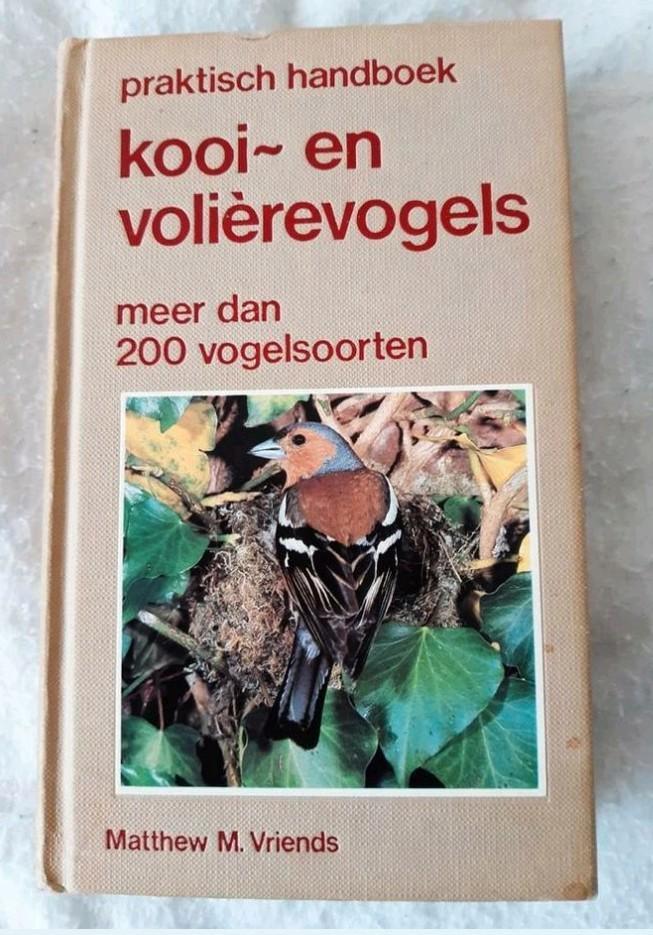 praktisch handboek
kooi~ en
volièrevogels
meer dan
200 vogelsoorten
Matthew M. Vriends